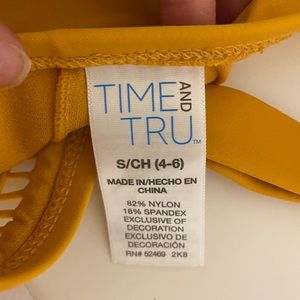 TIME AND
TRU™
S/CH (4-6)
MADE IN/HECHO EN
CHINA
82% NYLON
18% SPANDEX
EXCLUSIVE OF
DECORATION
EXCLUSIVO DE
DECORACIÓN
RN# 52469 2K8